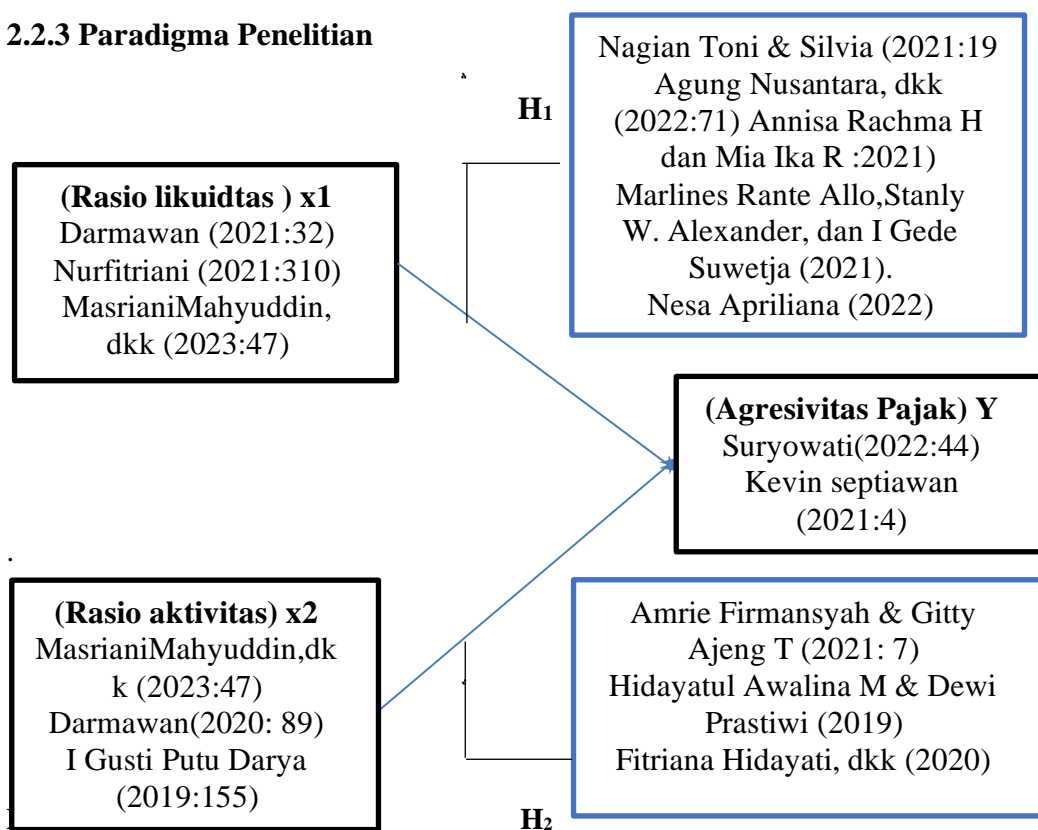 2.2.3 Paradigma Penelitian
H1
Nagian Toni & Silvia (2021:19
Agung Nusantara, dkk
(2022:71) Annisa Rachma H
dan Mia Ika R :2021)
Marlines Rante Allo,Stanly
W. Alexander, dan I Gede
Suwetja (2021).
Nesa Apriliana (2022)
(Rasio likuidtas ) x1
Darmawan (2021:32)
Nurfitriani (2021:310)
MasrianiMahyuddin,
dkk (2023:47)
(Agresivitas Pajak) Y
Suryowati(2022:44)
Kevin septiawan
(2021:4)
.
(Rasio aktivitas) x2
MasrianiMahyuddin,dk
k (2023:47)
Darmawan(2020: 89)
I Gusti Putu Darya
(2019:155)
Amrie Firmansyah & Gitty
Ajeng T (2021: 7)
Hidayatul Awalina M & Dewi
Prastiwi (2019)
Fitriana Hidayati, dkk (2020)
H2